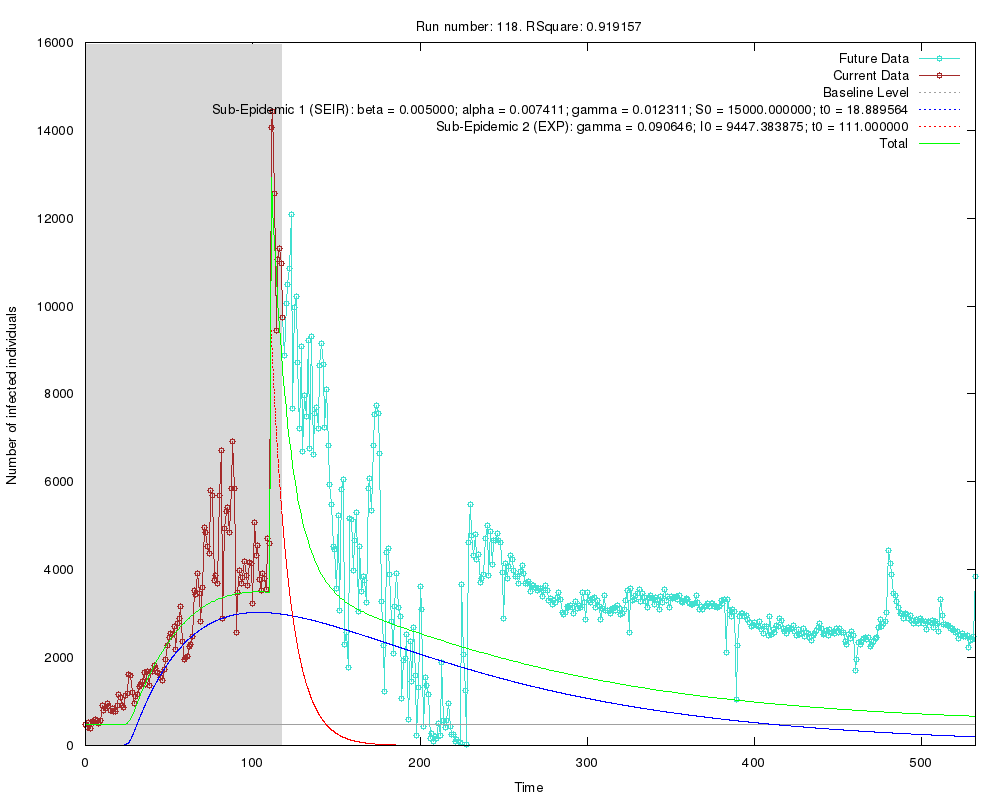 Run number: 118. RSquare: 0.919157
16000
14000
12000
10000
8000
6000
4000
2000
0
Number of infected individuals
Future Data
Current Data
Baseline Level
Sub-Epidemic 1 (SEIR): beta = 0.005000; alpha = 0.007411; gamma = 0.012311; S0 = 15000.000000; t0 = 18.889564
Sub-Epidemic 2 (EXP): gamma = 0.090646; I0 = 9447.383875; t0 = 111.000000
Total
0 100 200 300 400 500
Time